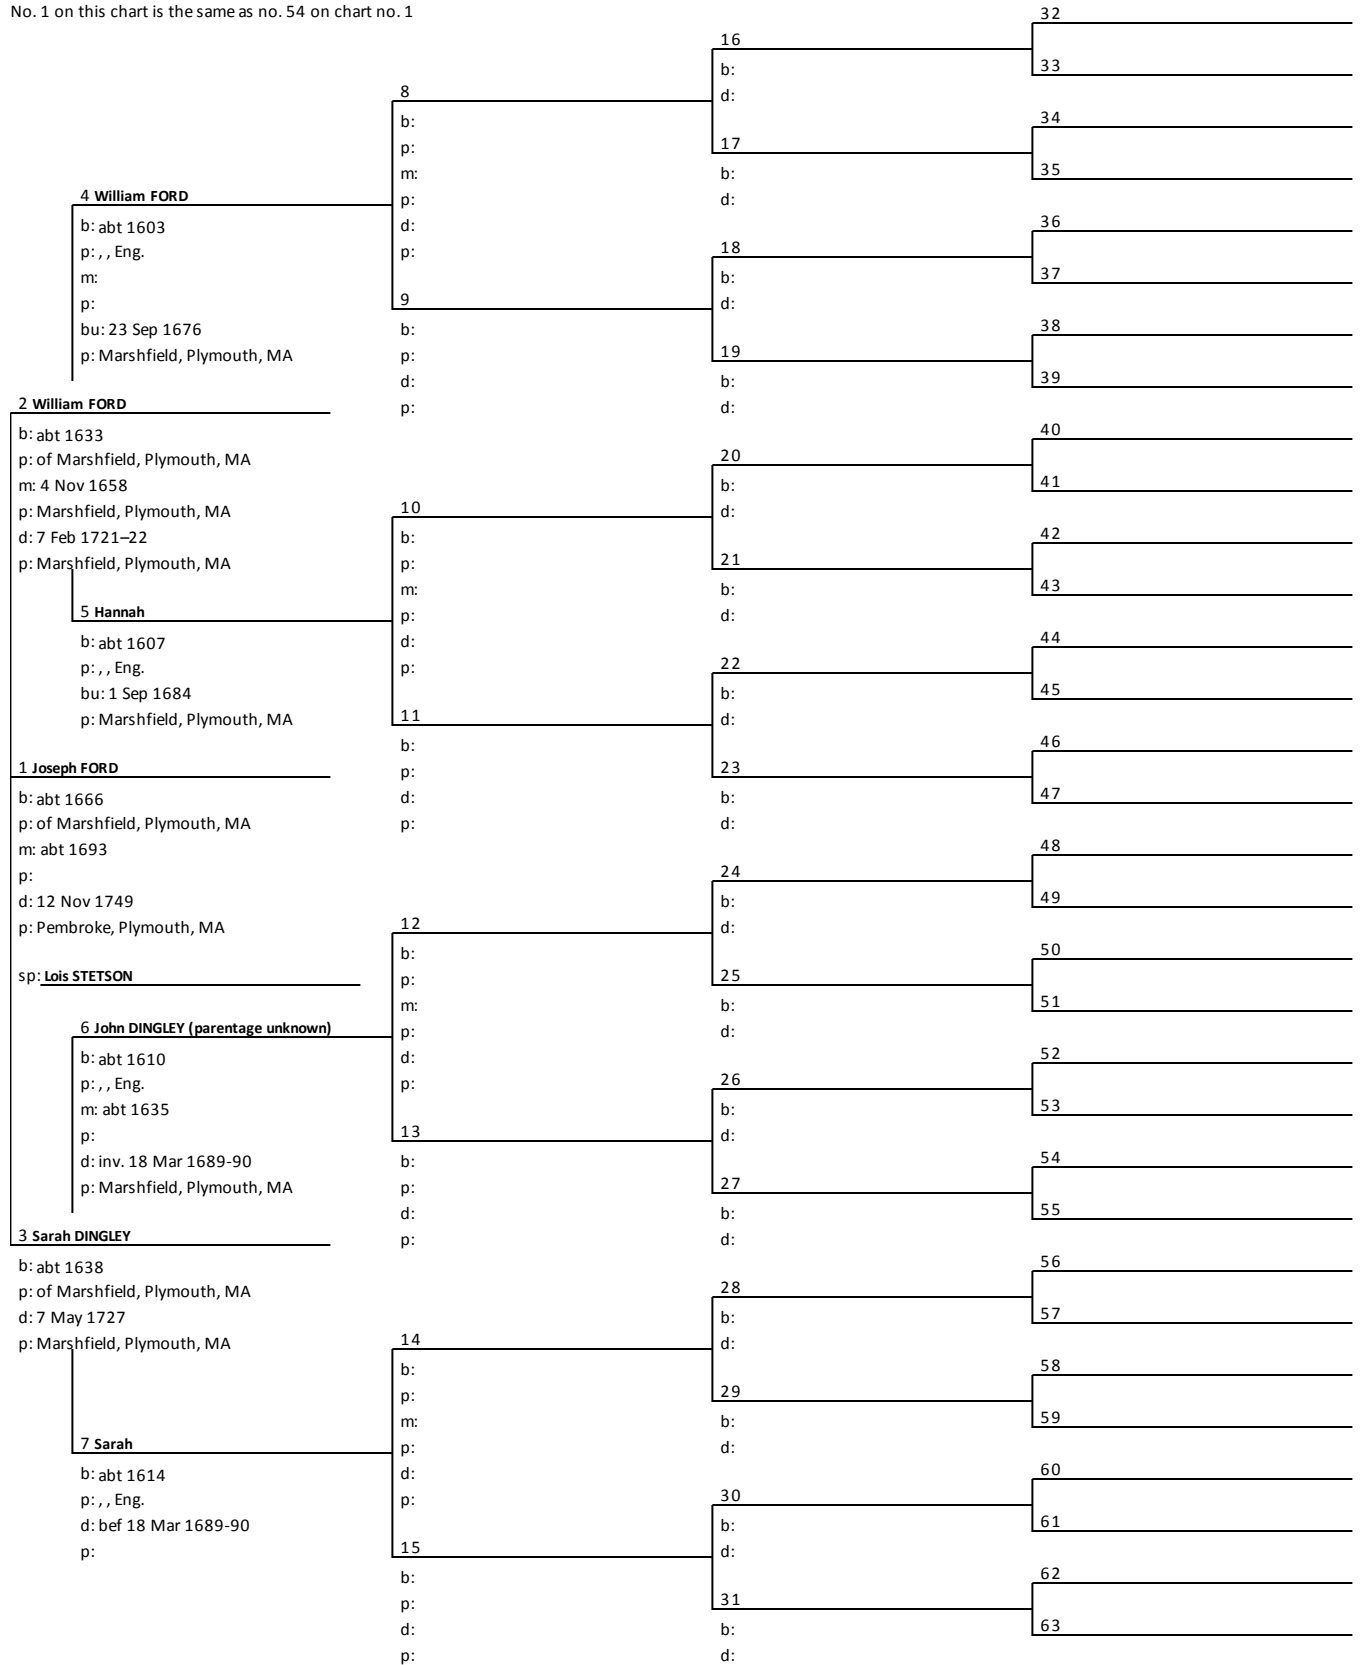 No. 1 on this chart is the same as no. 54 on chart no. 1
4 William FORD
b: abt 1603
p: , , Eng.
m:
p:
bu: 23 Sep 1676
p: Marshfield, Plymouth, MA
2 William FORD
b: abt 1633
p: of Marshfield, Plymouth, MA
m: 4 Nov 1658
p: Marshfield, Plymouth, MA
d: 7 Feb 1721–22
p: Marshfield, Plymouth, MA
5 Hannah
b: abt 1607
p: , , Eng.
bu: 1 Sep 1684
p: Marshfield, Plymouth, MA
1 Joseph FORD
b: abt 1666
p: of Marshfield, Plymouth, MA
m: abt 1693
p:
d: 12 Nov 1749
p: Pembroke, Plymouth, MA
sp: Lois STETSON
6 John DINGLEY (parentage unknown)
b: abt 1610
p: , , Eng.
m: abt 1635
p:
d: inv. 18 Mar 1689-90
p: Marshfield, Plymouth, MA
3 Sarah DINGLEY
b: abt 1638
p: of Marshfield, Plymouth, MA
d: 7 May 1727
p: Marshfield, Plymouth, MA
7 Sarah
b: abt 1614
p: , , Eng.
d: bef 18 Mar 1689-90
p:
8
b:
p:
m:
p:
d:
p:
9
b:
p:
d:
p:
10
b:
p:
m:
p:
d:
p:
11
b:
p:
d:
p:
12
b:
p:
m:
p:
d:
p:
13
b:
p:
d:
p:
14
b:
p:
m:
p:
d:
p:
15
b:
p:
d:
p:
16
b:
d:
17
b:
d:
18
b:
d:
19
b:
d:
20
b:
d:
21
b:
d:
22
b:
d:
23
b:
d:
24
b:
d:
25
b:
d:
26
b:
d:
27
b:
d:
28
b:
d:
29
b:
d:
30
b:
d:
31
b:
d:
32
33
34
35
36
37
38
39
40
41
42
43
44
45
46
47
48
49
50
51
52
53
54
55
56
57
58
59
60
61
62
63